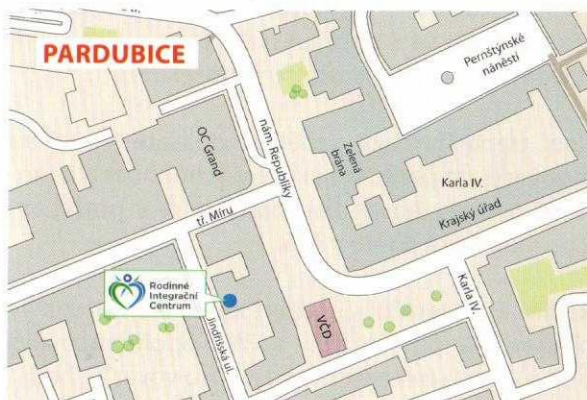 PARDUBICE
Pernštýnské
náněstí
OC Grand
nám. Republiky
Zelená
brána
Karla IV.
Krajský úřad
tř. Míru
Rodinné
Integrační
Centrum
Jindřišská ul.
VČD
Karla IV.